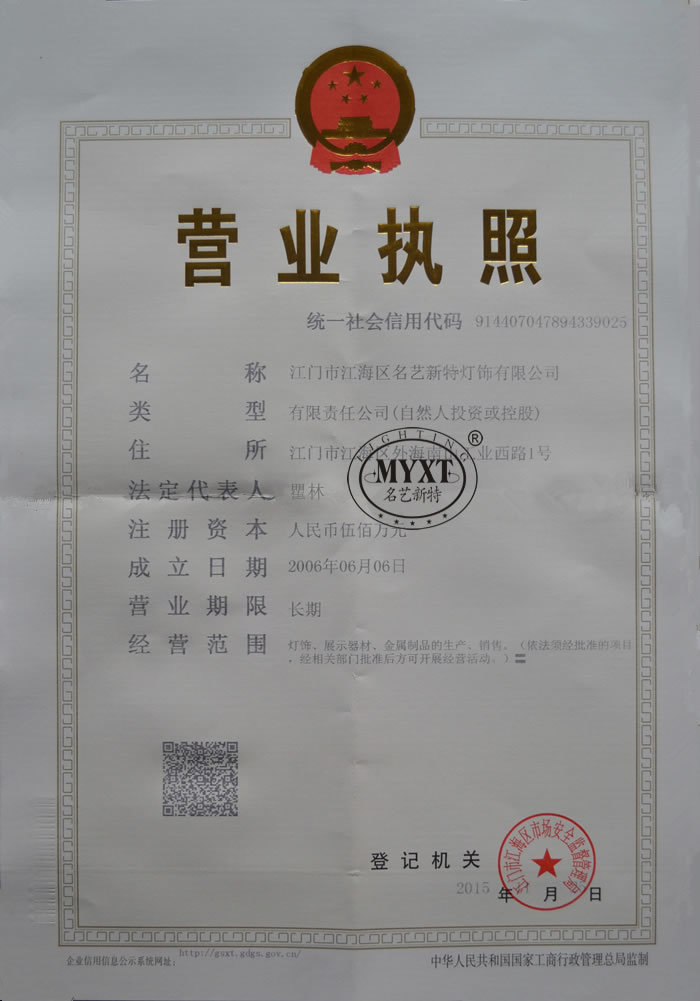 营业执照
统一社会信用代码 914407047894339025
名称 江门市江海区名艺新特灯饰有限公司
类型 有限责任公司(自然人投资或控股)
住所 江门市江海区外海南山工业西路1号
LIGHTING
®
MYXT
名艺新特
法定代表人 瞿林
注册资本 人民币伍佰万元
成立日期 2006年06月06日
营业期限 长期
经营范围 灯饰、展示器材、金属制品的生产、销售。(依法须经批准的项目
,经相关部门批准后方可开展经营活动。)
登记机关
江门市江海区市场安全监督管理局
2015 年 月 日
企业信用信息公示系统网址: http://gsxt.gdgs.gov.cn/
中华人民共和国国家工商行政管理总局监制